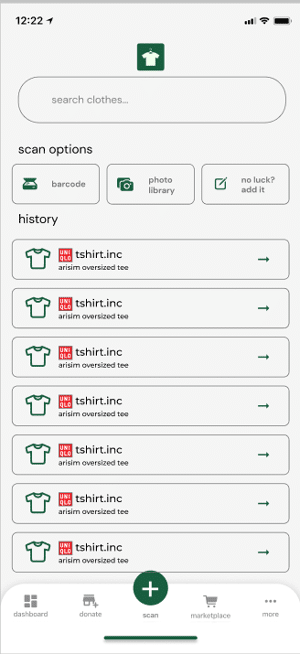 12:22
search clothes...
scan options
barcode
photo
library
no luck?
add it
history
UNI
QLO
tshirt.inc
arisim oversized tee
UNI
QLO
tshirt.inc
arisim oversized tee
UNI
QLO
tshirt.inc
arisim oversized tee
UNI
QLO
tshirt.inc
arisim oversized tee
UNI
QLO
tshirt.inc
arisim oversized tee
UNI
QLO
tshirt.inc
arisim oversized tee
UNI
QLO
tshirt.inc
arisim oversized tee
dashboard
donate
scan
marketplace
more